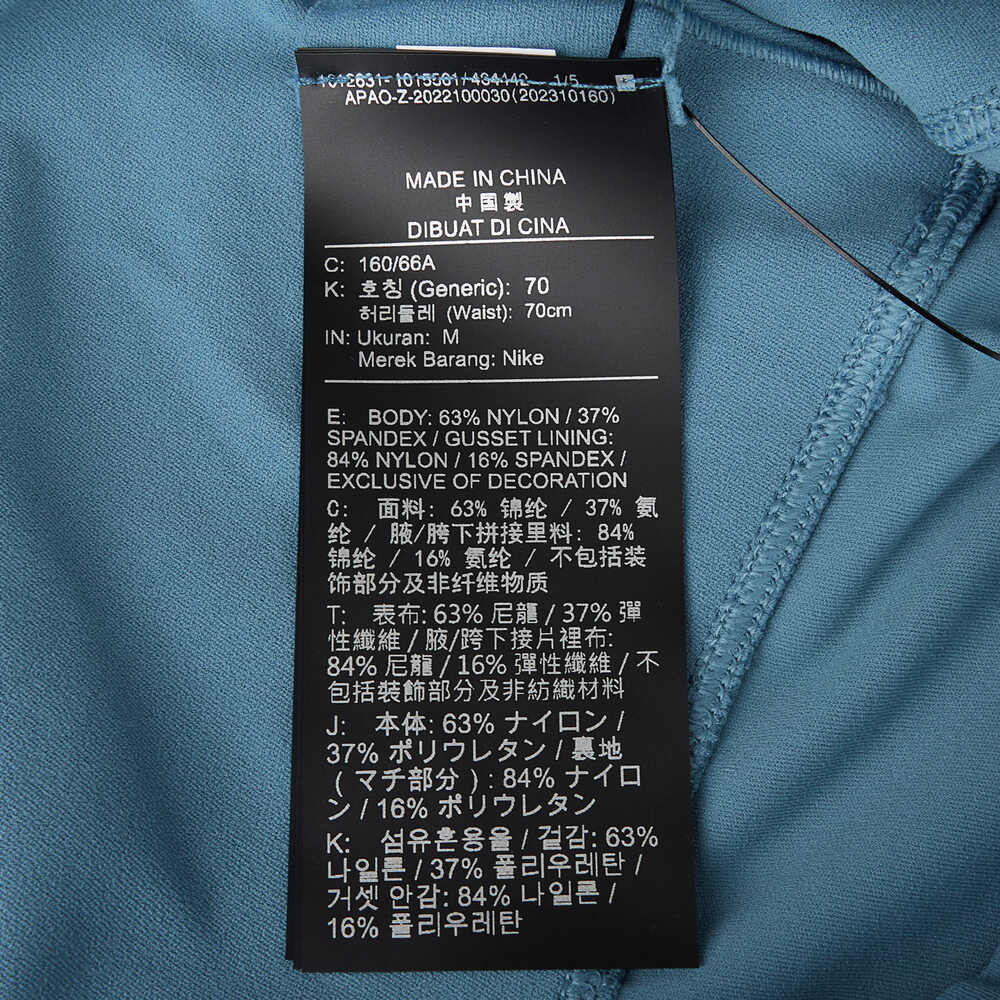 1/5
APAO-Z-2022100030(202310160)
MADE IN CHINA
中国製
DIBUAT DI CINA
C: 160/66A
K: 호칭 (Generic): 70
허리둘레 (Waist): 70cm
IN: Ukuran: M
Merek Barang: Nike
E: BODY: 63% NYLON / 37%
SPANDEX / GUSSET LINING:
84% NYLON / 16% SPANDEX /
EXCLUSIVE OF DECORATION
C: 面料: 63% 锦纶 / 37% 氨
纶 / 腋/胯下拼接里料: 84%
锦纶 / 16% 氨纶 / 不包括装
饰部分及非纤维物质
T: 表布: 63% 尼龍 / 37% 彈
性纖維 / 腋/跨下接片裡布:
84% 尼龍 / 16% 彈性纖維 / 不
包括裝飾部分及非紡織材料
J: 本体: 63% ナイロン /
37% ポリウレタン / 裏地
(マチ部分): 84% ナイロ
ン / 16% ポリウレタン
K: 섬유혼용율 / 겉감: 63%
나일론 / 37% 폴리우레탄 /
거셋 안감: 84% 나일론 /
16% 폴리우레탄